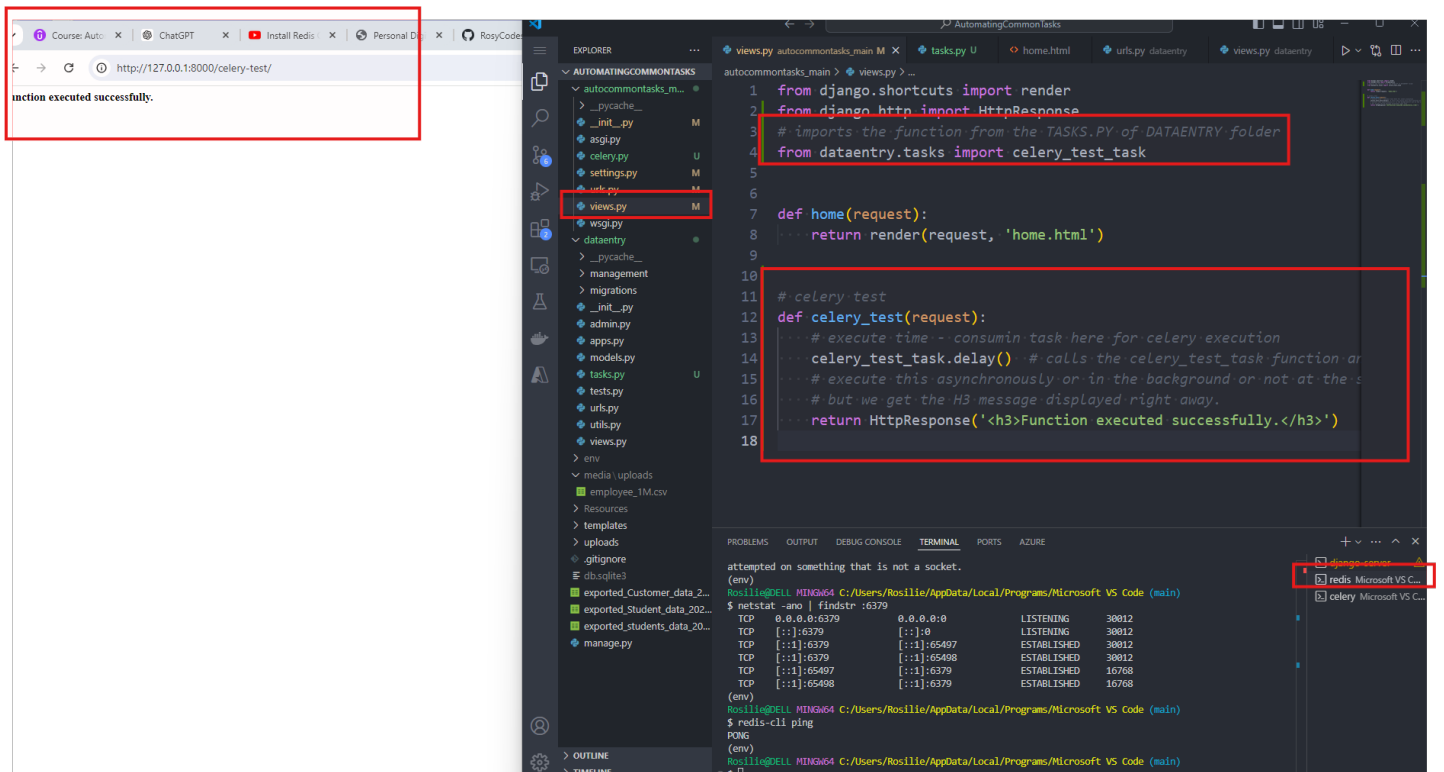 Course: Auto
ChatGPT
Install Redis
Personal Di
RosyCodes
http://127.0.0.1:8000/celery-test/
nction executed successfully.
AutomatingCommonTasks
EXPLORER
AUTOMATINGCOMMONTASKS
autocommontasks_m...
__pycache__
__init__.py M
asgi.py
celery.py U
settings.py M
urls.py M
views.py M
wsgi.py
dataentry
__pycache__
management
migrations
__init__.py
admin.py
apps.py
models.py
tasks.py U
tests.py
urls.py
utils.py
views.py
env
media \ uploads
employee_1M.csv
Resources
templates
uploads
.gitignore
db.sqlite3
exported_Customer_data_2...
exported_Student_data_202...
exported_students_data_20...
manage.py
OUTLINE
TIMELINE
6
2
views.py autocommontasks_main M
tasks.py U
home.html
urls.py dataentry
views.py dataentry
autocommontasks_main > views.py > ...
1 from django.shortcuts import render
2 from django.http import HttpResponse
3 # imports the function from the TASKS.PY of DATAENTRY folder
4 from dataentry.tasks import celery_test_task
5
6
7 def home(request):
8 return render(request, 'home.html')
9
10
11 # celery test
12 def celery_test(request):
13 # execute time - consumin task here for celery execution
14 celery_test_task.delay() # calls the celery_test_task function an
15 # execute this asynchronously or in the background or not at the s
16 # but we get the H3 message displayed right away.
17 return HttpResponse('<h3>Function executed successfully.</h3>')
18
PROBLEMS OUTPUT DEBUG CONSOLE TERMINAL PORTS AZURE
attempted on something that is not a socket.
(env)
Rosilie@DELL MINGW64 C:/Users/Rosilie/AppData/Local/Programs/Microsoft VS Code (main)
$ netstat -ano | findstr :6379
TCP 0.0.0.0:6379 0.0.0.0:0 LISTENING 30012
TCP [::]:6379 [::]:0 LISTENING 30012
TCP [::1]:6379 [::1]:65497 ESTABLISHED 30012
TCP [::1]:6379 [::1]:65498 ESTABLISHED 30012
TCP [::1]:65497 [::1]:6379 ESTABLISHED 16768
TCP [::1]:65498 [::1]:6379 ESTABLISHED 16768
(env)
Rosilie@DELL MINGW64 C:/Users/Rosilie/AppData/Local/Programs/Microsoft VS Code (main)
$ redis-cli ping
PONG
(env)
Rosilie@DELL MINGW64 C:/Users/Rosilie/AppData/Local/Programs/Microsoft VS Code (main)
django-server
redis Microsoft VS C...
celery Microsoft VS C...